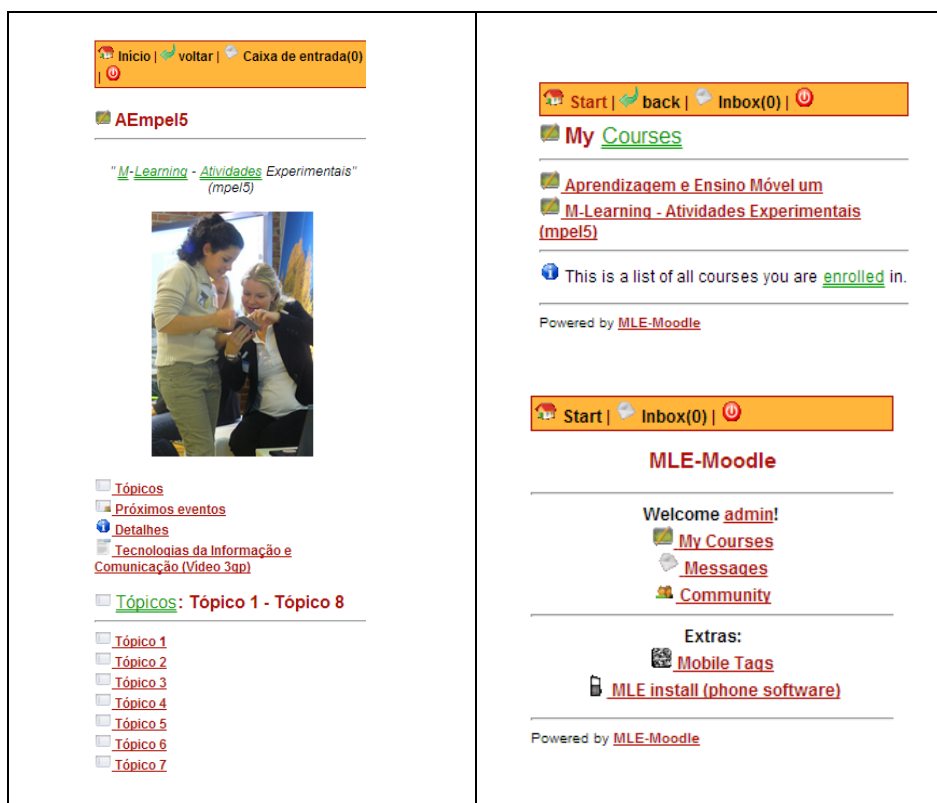 Início | voltar | Caixa de entrada(0)
|
AEmpel5
" M-Learning - Atividades Experimentais"
(mpel5)
Tópicos
Próximos eventos
Detalhes
Tecnologias da Informação e
Comunicação (Vídeo 3gp)
Tópicos: Tópico 1 - Tópico 8
Tópico 1
Tópico 2
Tópico 3
Tópico 4
Tópico 5
Tópico 6
Tópico 7
Start | back | Inbox(0) |
My Courses
Aprendizagem e Ensino Móvel um
M-Learning - Atividades Experimentais
(mpel5)
This is a list of all courses you are enrolled in.
Powered by MLE-Moodle
Start | Inbox(0) |
MLE-Moodle
Welcome admin!
My Courses
Messages
Community
Extras:
Mobile Tags
MLE install (phone software)
Powered by MLE-Moodle